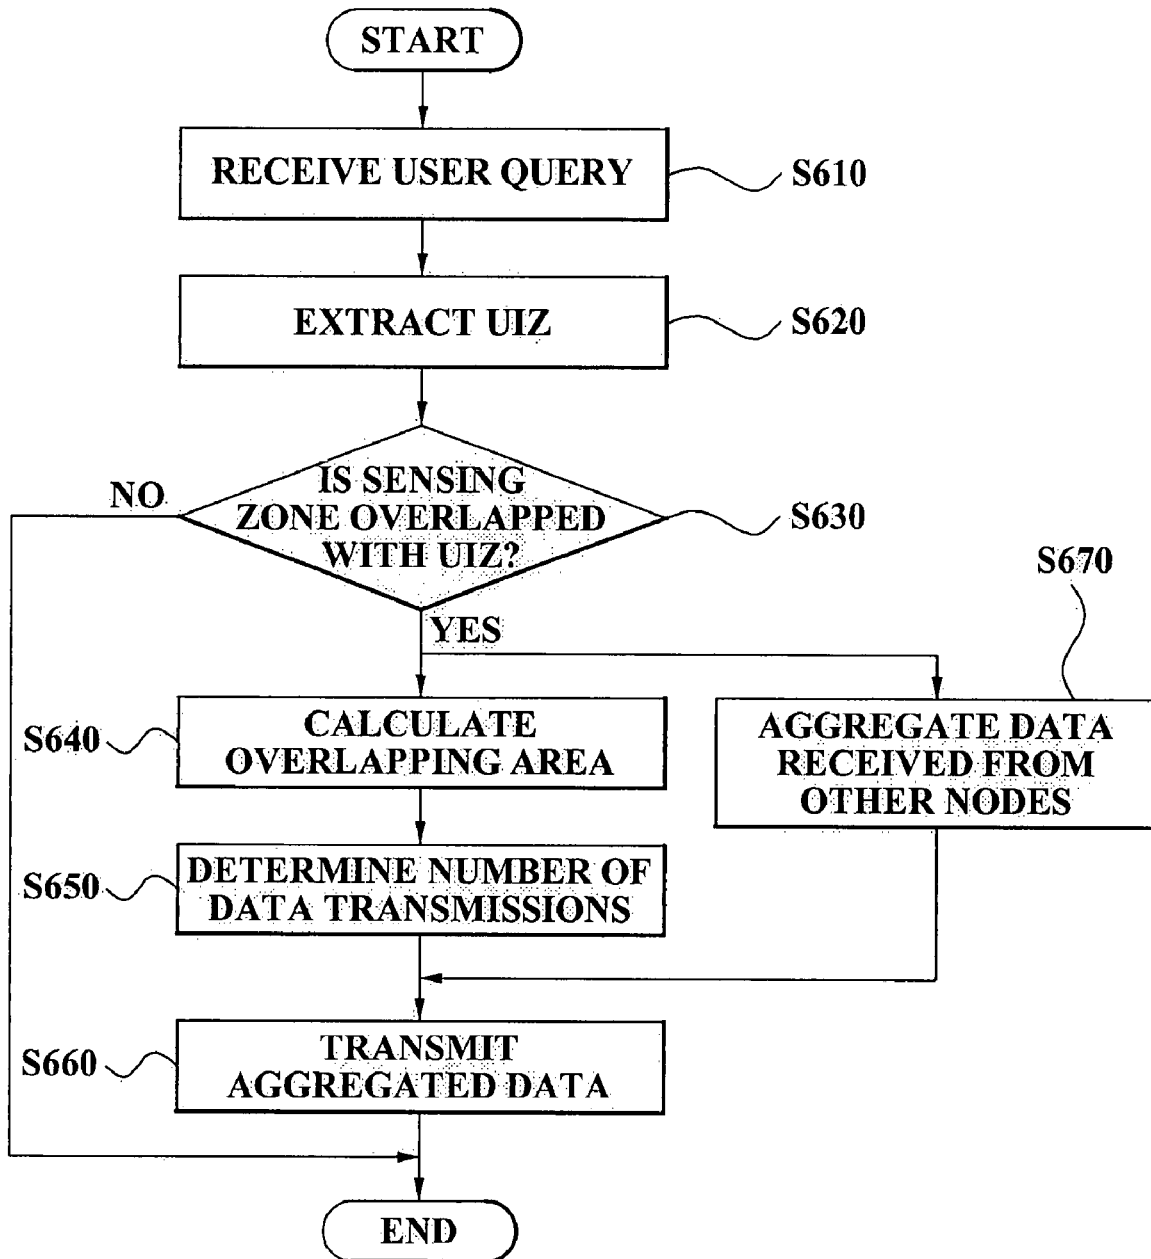 START
RECEIVE USER QUERY
S610
EXTRACT UIZ
S620
IS SENSING
ZONE OVERLAPPED
WITH UIZ?
S630
NO
YES
S670
CALCULATE
OVERLAPPING AREA
S640
AGGREGATE DATA
RECEIVED FROM
OTHER NODES
DETERMINE NUMBER OF
DATA TRANSMISSIONS
S650
TRANSMIT
AGGREGATED DATA
S660
END